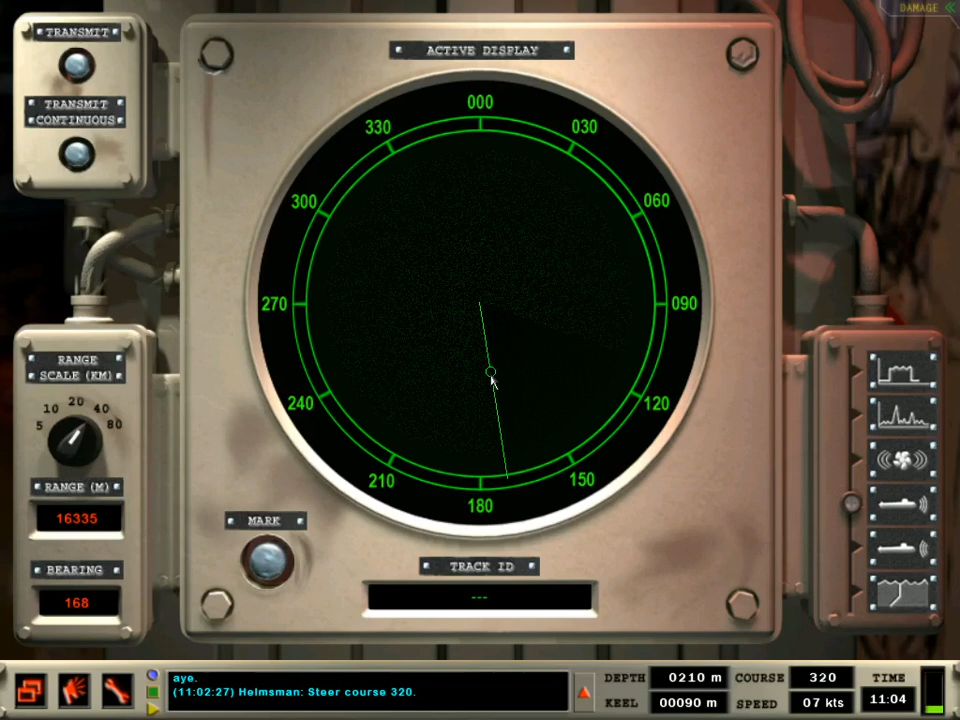 DAMAGE
TRANSMIT
TRANSMIT
CONTINUOUS
ACTIVE DISPLAY
000
030
060
090
120
150
180
210
240
270
300
330
RANGE
SCALE (KM)
5 10 20 40 80
RANGE (M)
16335
BEARING
168
MARK
TRACK ID
---
aye.
(11:02:27) Helmsman: Steer course 320.
DEPTH 0210 m
KEEL 00090 m
COURSE 320
SPEED 07 kts
TIME
11:04